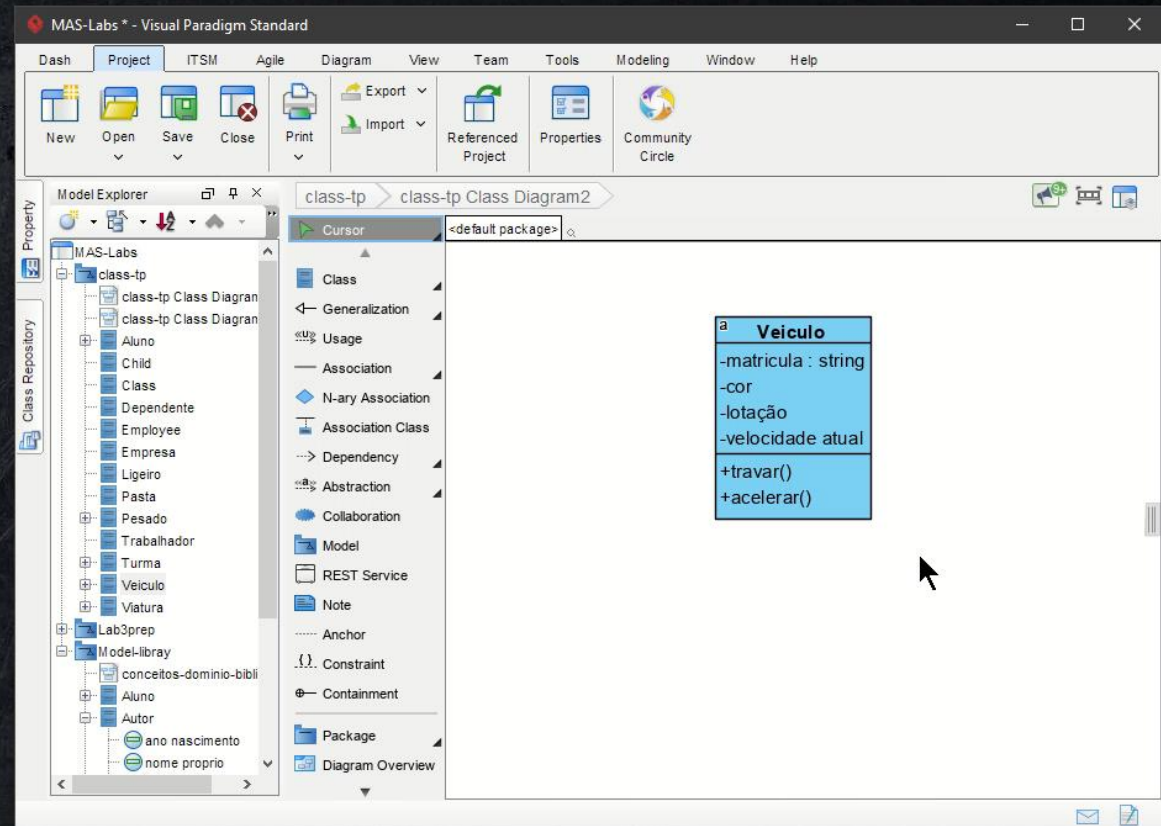 MAS-Labs * - Visual Paradigm Standard
Dash Project ITSM Agile Diagram View Team Tools Modeling Window Help
New Open Save Close Print Export Import Referenced Project Properties Community Circle
Property
Class Repository
Model Explorer
MAS-Labs
class-tp
class-tp Class Diagran
class-tp Class Diagran
Aluno
Child
Class
Dependente
Employee
Empresa
Ligeiro
Pasta
Pesado
Trabalhador
Turma
Veiculo
Viatura
Lab3prep
Model-libray
conceitos-dominio-bibli
Aluno
Autor
ano nascimento
nome proprio
class-tp class-tp Class Diagram2
9+
Cursor
Class
Generalization
«U» Usage
Association
N-ary Association
Association Class
Dependency
«a» Abstraction
Collaboration
Model
REST Service
Note
Anchor
{} Constraint
Containment
Package
Diagram Overview
<default package>
a Veiculo
-matricula : string
-cor
-lotação
-velocidade atual
+travar()
+acelerar()